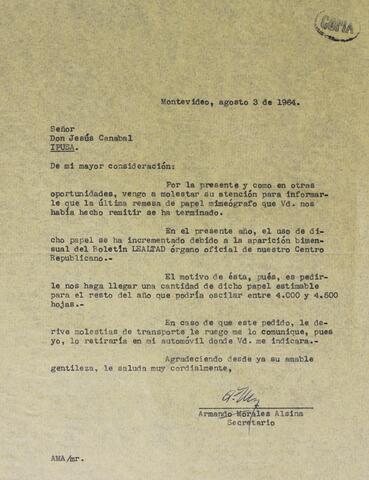 COPIA
Montevideo, agosto 3 de 1964.
Señor
Don Jesús Canabal
IPUSA.
De mi mayor consideración:
Por la presente y como en otras
oportunidades, vengo a molestar su atención para informar-
le que la última remesa de papel mimeógrafo que Vd. nos
había hecho remitir se ha terminado.
En el presente año, el uso de di-
cho papel se ha incrementado debido a la aparición bimen-
sual del Boletín LEALTAD órgano oficial de nuestro Centro
Republicano.-
El motivo de ésta, pués, es pedir-
le nos haga llegar una cantidad de dicho papel estimable
para el resto del año que podría oscilar entre 4.000 y 4.500
hojas.-
En caso de que este pedido, le de-
rive molestias de transporte le ruego me lo comunique, pues
yo, lo retiraría en mi automóvil donde Vd. me indicara.-
Agradeciendo desde ya su amable
gentileza, le saluda muy cordialmente,
Armando Morales Alsina
Secretario
AMA/mr.